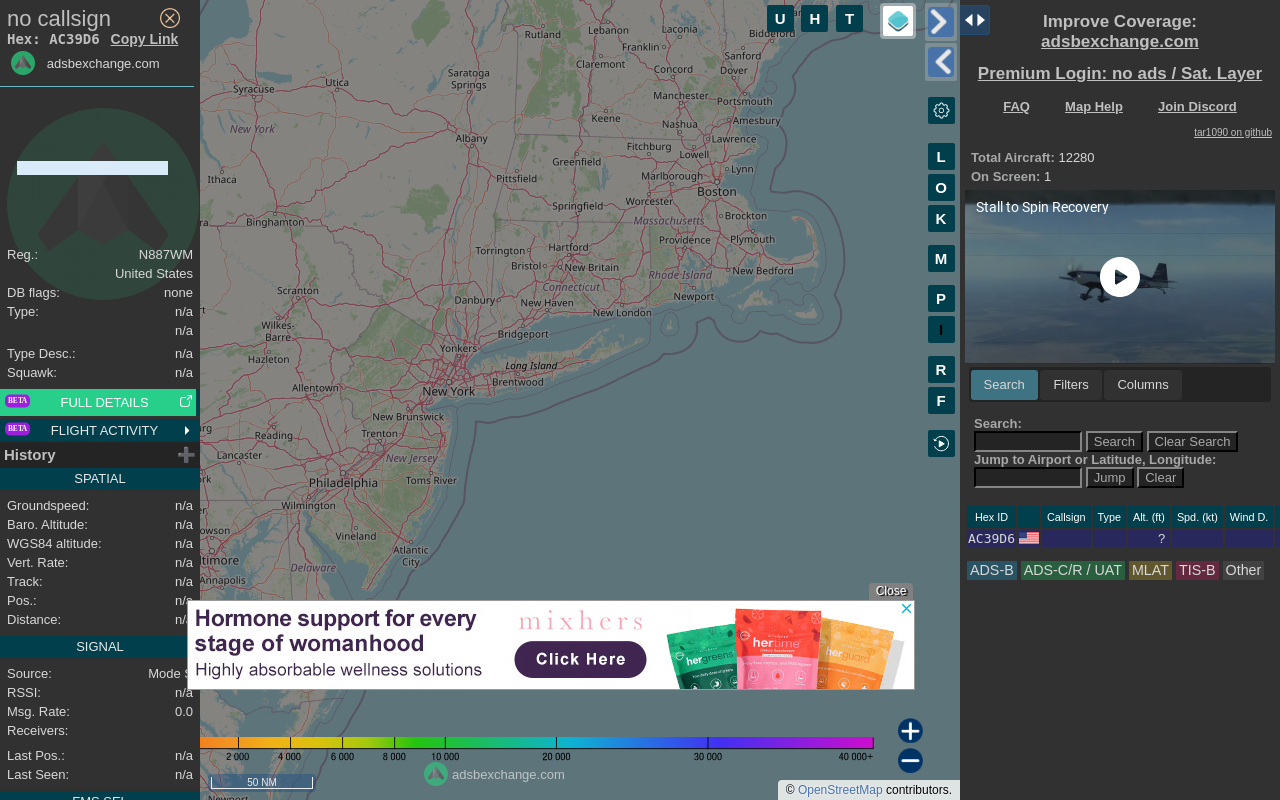 no callsign
Hex: AC39D6 Copy Link
adsbexchange.com
Reg.: N887WM
United States
DB flags: none
Type: n/a
n/a
Type Desc.: n/a
Squawk: n/a
BETA FULL DETAILS
BETA FLIGHT ACTIVITY
History
SPATIAL
Groundspeed: n/a
Baro. Altitude: n/a
WGS84 altitude: n/a
Vert. Rate: n/a
Track: n/a
Pos.: n/a
Distance: n/a
SIGNAL
Source: Mode S
RSSI: n/a
Msg. Rate: 0.0
Receivers:
Last Pos.: n/a
Last Seen: n/a
FMS SEL
U H T
L
O
K
M
P
I
R
F
Rutland
Lebanon
Laconia
Biddeford
Franklin
Sanford
Claremont
Concord
Dover
Saratoga
Springs
Utica
Syracuse
Manchester
Portsmouth
Keene
Nashua
Amesbury
New York
Albany
Fitchburg
Lawrence
Lowell
Greenfield
Lynn
Ithaca
Pittsfield
Marlborough
Boston
Worcester
Springfield
Binghamton
Massachusetts
Brockton
Torrington
Hartford
Providence
Plymouth
Bristol
New Britain
Rhode Island
New Bedford
Scranton
Connecticut
Danbury
New Haven
Newport
New London
Wilkes-
Barre
Bridgeport
Hazleton
Yonkers
Long Island
Allentown
New York
Brentwood
New Brunswick
Reading
Trenton
Lancaster
New Jersey
Philadelphia
Toms River
Wilmington
Vineland
Atlantic
City
Annapolis
Delaware
Close
Hormone support for every
stage of womanhood
Highly absorbable wellness solutions
mixhers
Click Here
hergreens
hertime
herguard
2 000 4 000 6 000 8 000 10 000 20 000 30 000 40 000+
adsbexchange.com
50 NM
© OpenStreetMap contributors.
Improve Coverage:
adsbexchange.com
Premium Login: no ads / Sat. Layer
FAQ Map Help Join Discord
tar1090 on github
Total Aircraft: 12280
On Screen: 1
Stall to Spin Recovery
Search Filters Columns
Search:
Search Clear Search
Jump to Airport or Latitude, Longitude:
Jump Clear
Hex ID Callsign Type Alt. (ft) Spd. (kt) Wind D.
AC39D6 ?
ADS-B ADS-C/R / UAT MLAT TIS-B Other